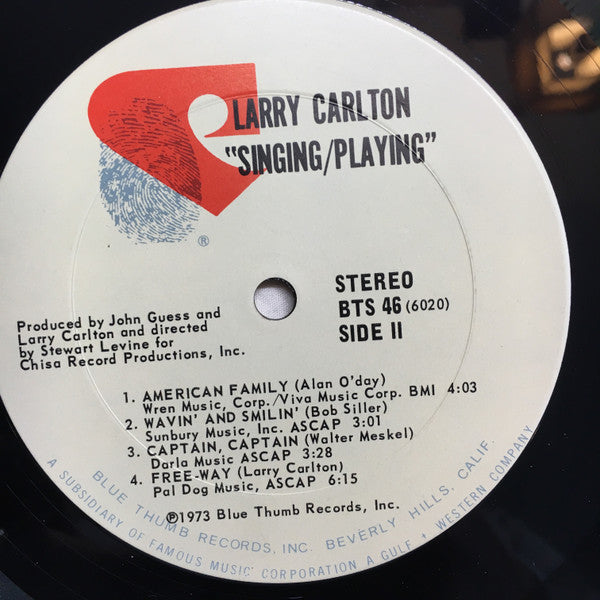 LARRY CARLTON
"SINGING/PLAYING"
®
STEREO
BTS 46 (6020)
SIDE II
Produced by John Guess and
Larry Carlton and directed
by Stewart Levine for
Chisa Record Productions, Inc.
1. AMERICAN FAMILY (Alan O'day)
Wren Music, Corp./Viva Music Corp. BMI 4:03
2. WAVIN' AND SMILIN' (Bob Siller)
Sunbury Music, Inc. ASCAP 3:01
3. CAPTAIN, CAPTAIN (Walter Meskel)
Darla Music ASCAP 3:28
4. FREE-WAY (Larry Carlton)
Pal Dog Music, ASCAP 6:15
℗1973 Blue Thumb Records, Inc.
BLUE THUMB RECORDS, INC. BEVERLY HILLS, CALIF.
A SUBSIDIARY OF FAMOUS MUSIC CORPORATION A GULF + WESTERN COMPANY